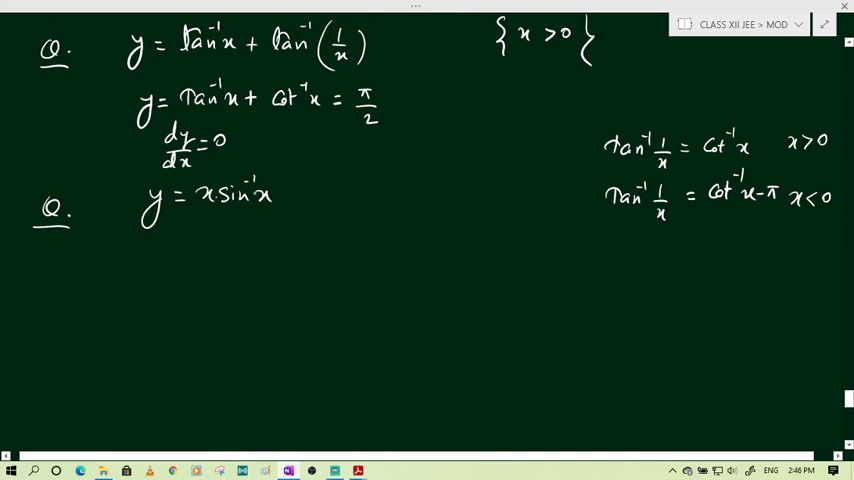 CLASS XII JEE > MOD
Q. y = tan⁻¹x + tan⁻¹(1/x) {x > 0}
y = Tan⁻¹x + Cot⁻¹x = π/2
dy/dx = 0
tan⁻¹ 1/x = Cot⁻¹x x > 0
Q. y = x.sin⁻¹x
Tan⁻¹ 1/x = Cot⁻¹x - π x < 0
ENG 2:46 PM